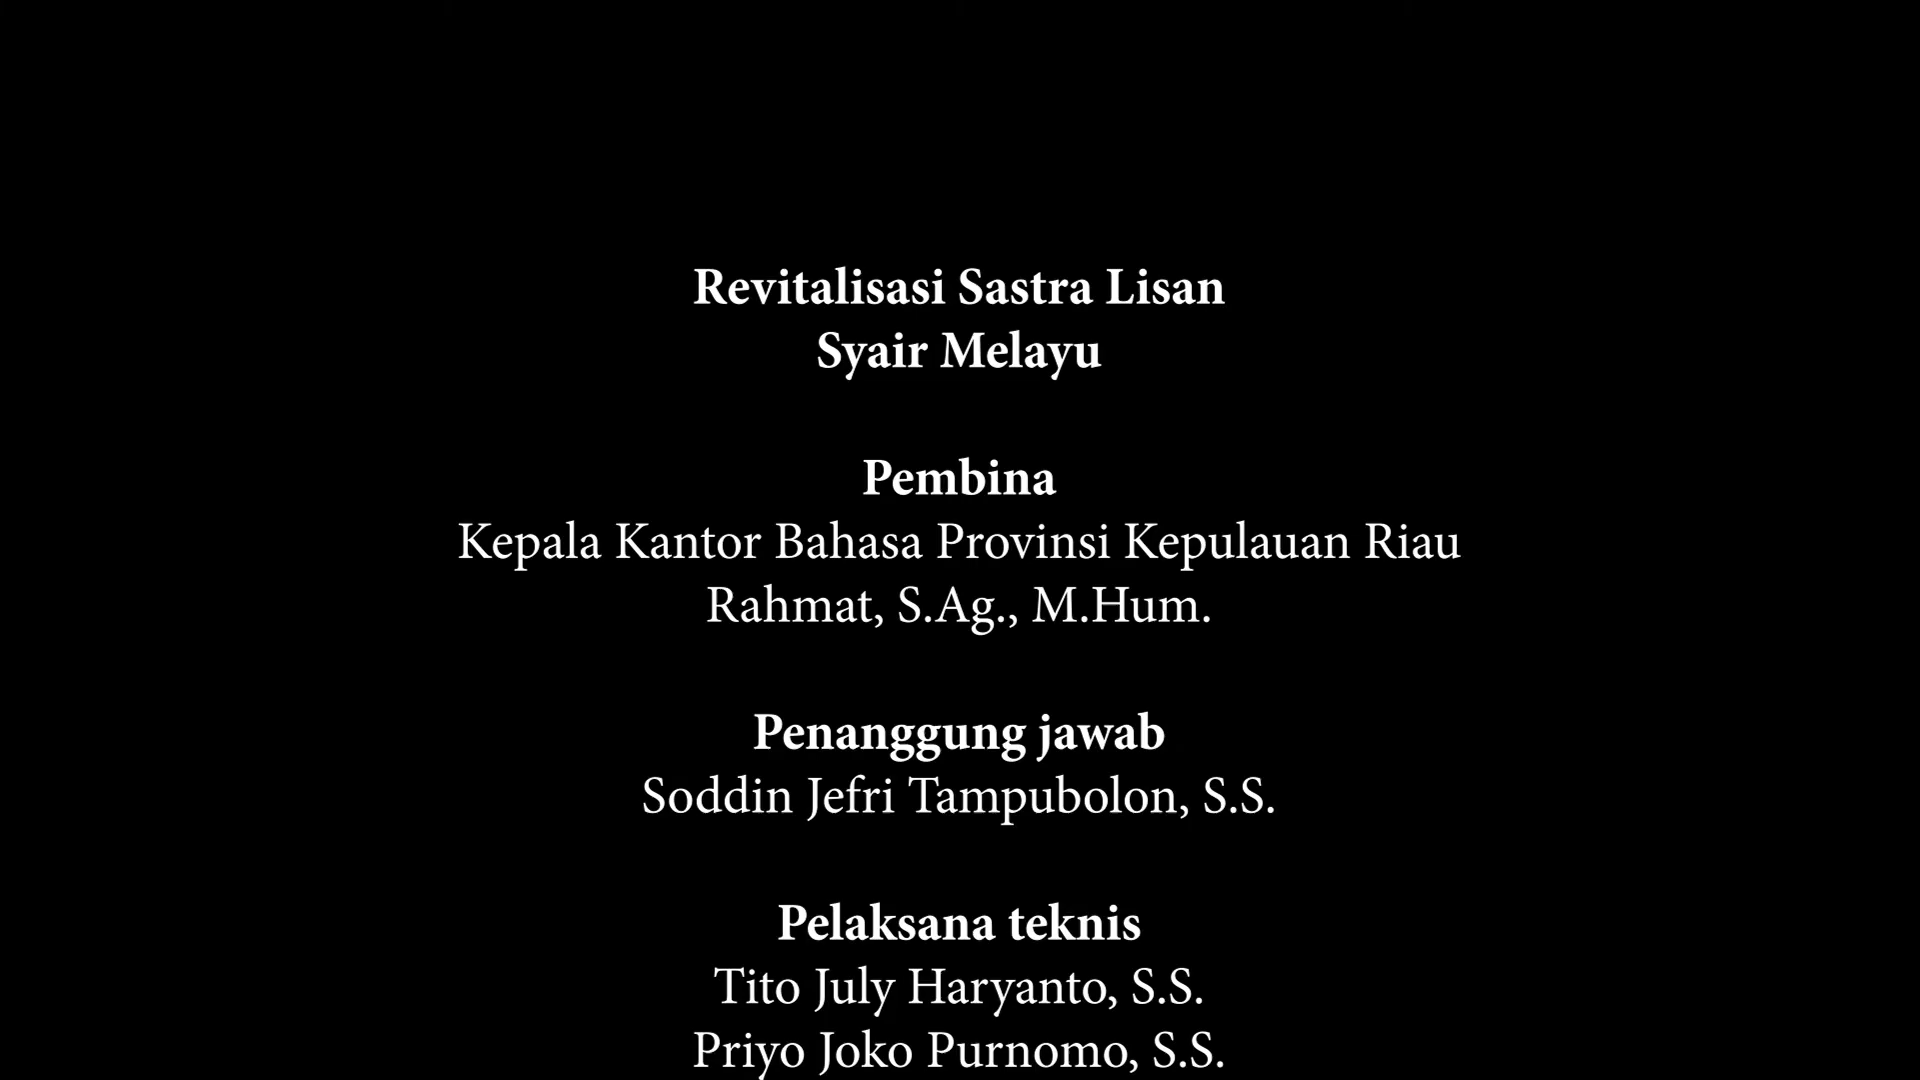 Revitalisasi Sastra Lisan
Syair Melayu
Pembina
Kepala Kantor Bahasa Provinsi Kepulauan Riau
Rahmat, S.Ag., M.Hum.
Penanggung jawab
Soddin Jefri Tampubolon, S.S.
Pelaksana teknis
Tito July Haryanto, S.S.
Priyo Joko Purnomo, S.S.